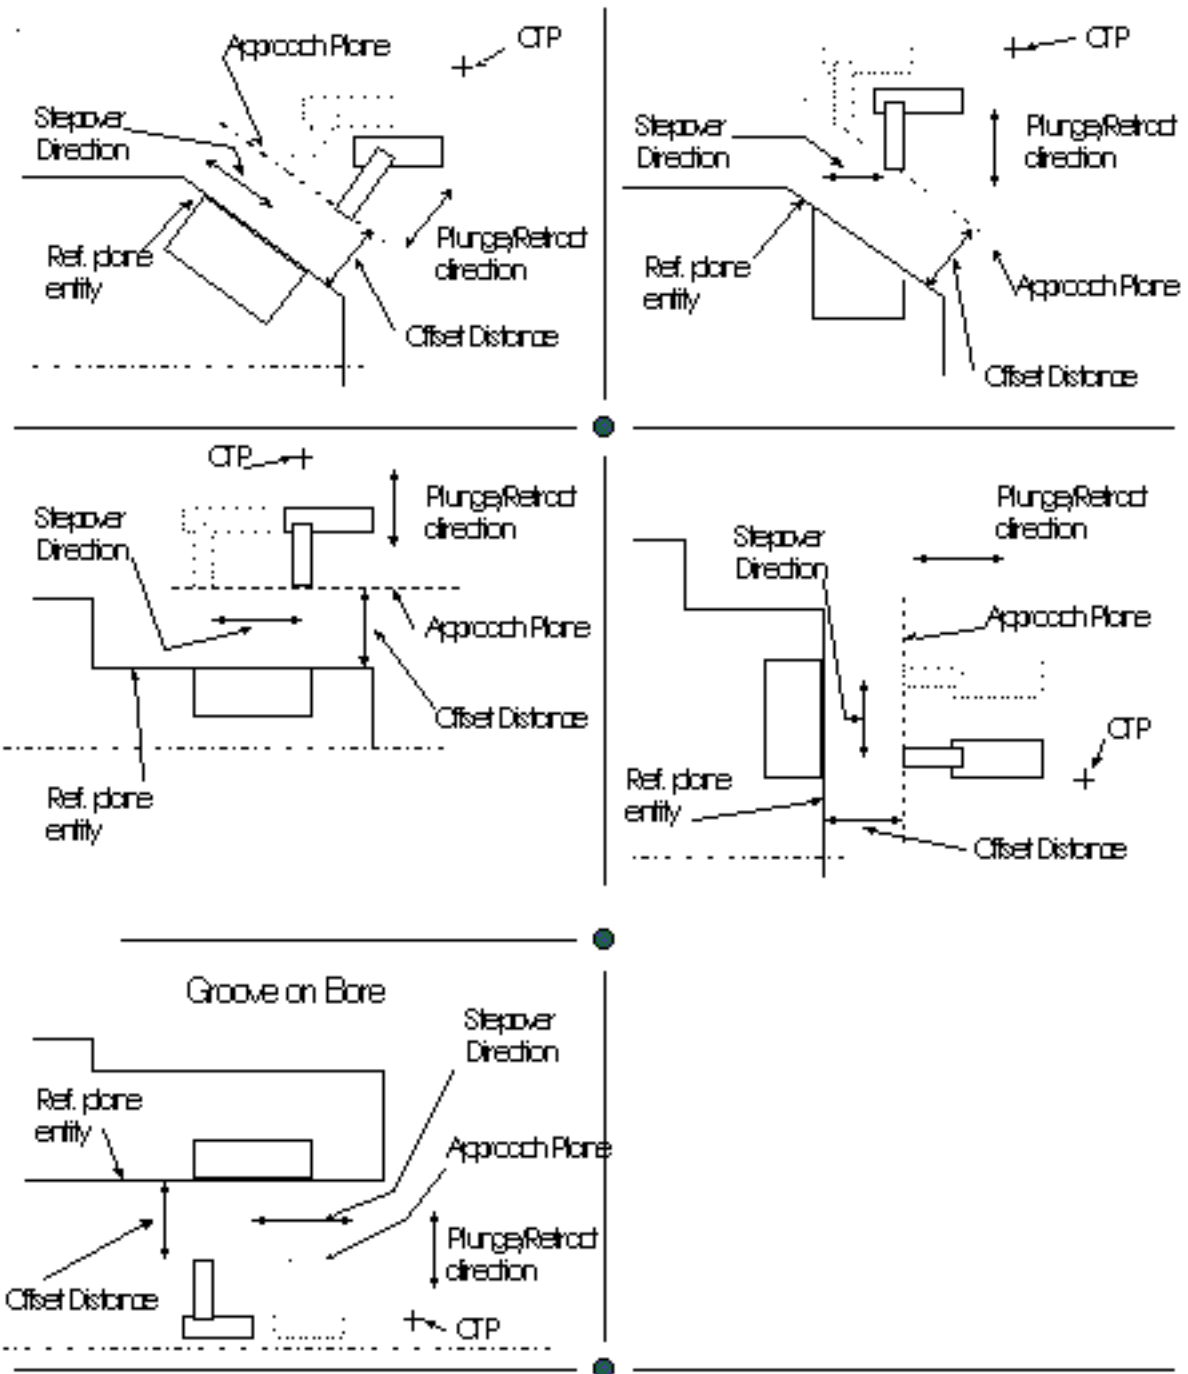 Approach Plane
CTP
Stepover
Direction
Ref. plane
entity
Plunge/Retract
direction
Offset Distance
CTP
Stepover
Direction
Plunge/Retract
direction
Ref. plane
entity
Approach Plane
Offset Distance
CTP
Stepover
Direction
Plunge/Retract
direction
Approach Plane
Offset Distance
Ref. plane
entity
Plunge/Retract
direction
Stepover
Direction
Approach Plane
CTP
Ref. plane
entity
Offset Distance
Groove on Bore
Stepover
Direction
Ref. plane
entity
Approach Plane
Plunge/Retract
direction
Offset Distance
CTP